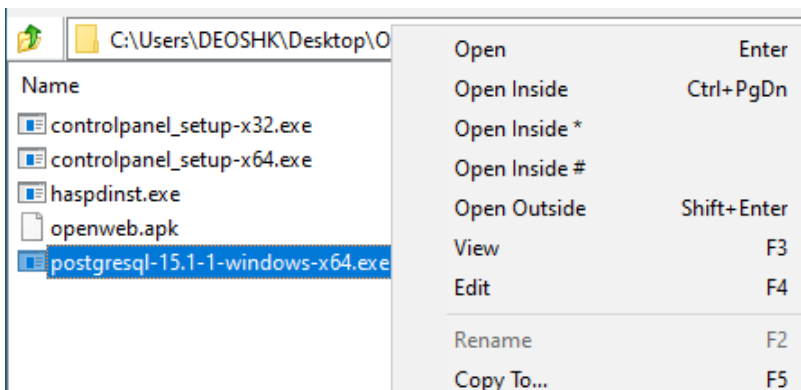 C:\Users\DEOSHK\Desktop\O
Name
controlpanel_setup-x32.exe
controlpanel_setup-x64.exe
haspdinst.exe
openweb.apk
postgresql-15.1-1-windows-x64.exe
Open Enter
Open Inside Ctrl+PgDn
Open Inside *
Open Inside #
Open Outside Shift+Enter
View F3
Edit F4
Rename F2
Copy To... F5